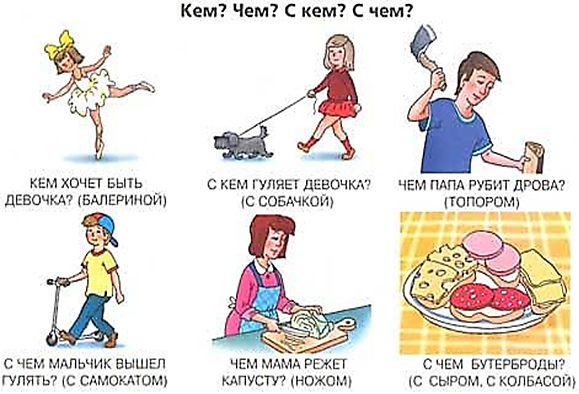 Кем? Чем? С кем? С чем?
КЕМ ХОЧЕТ БЫТЬ
ДЕВОЧКА? (БАЛЕРИНОЙ)
С КЕМ ГУЛЯЕТ ДЕВОЧКА?
(С СОБАЧКОЙ)
ЧЕМ ПАПА РУБИТ ДРОВА?
(ТОПОРОМ)
С ЧЕМ МАЛЬЧИК ВЫШЕЛ
ГУЛЯТЬ? (С САМОКАТОМ)
ЧЕМ МАМА РЕЖЕТ
КАПУСТУ? (НОЖОМ)
С ЧЕМ БУТЕРБРОДЫ?
(С СЫРОМ, С КОЛБАСОЙ)